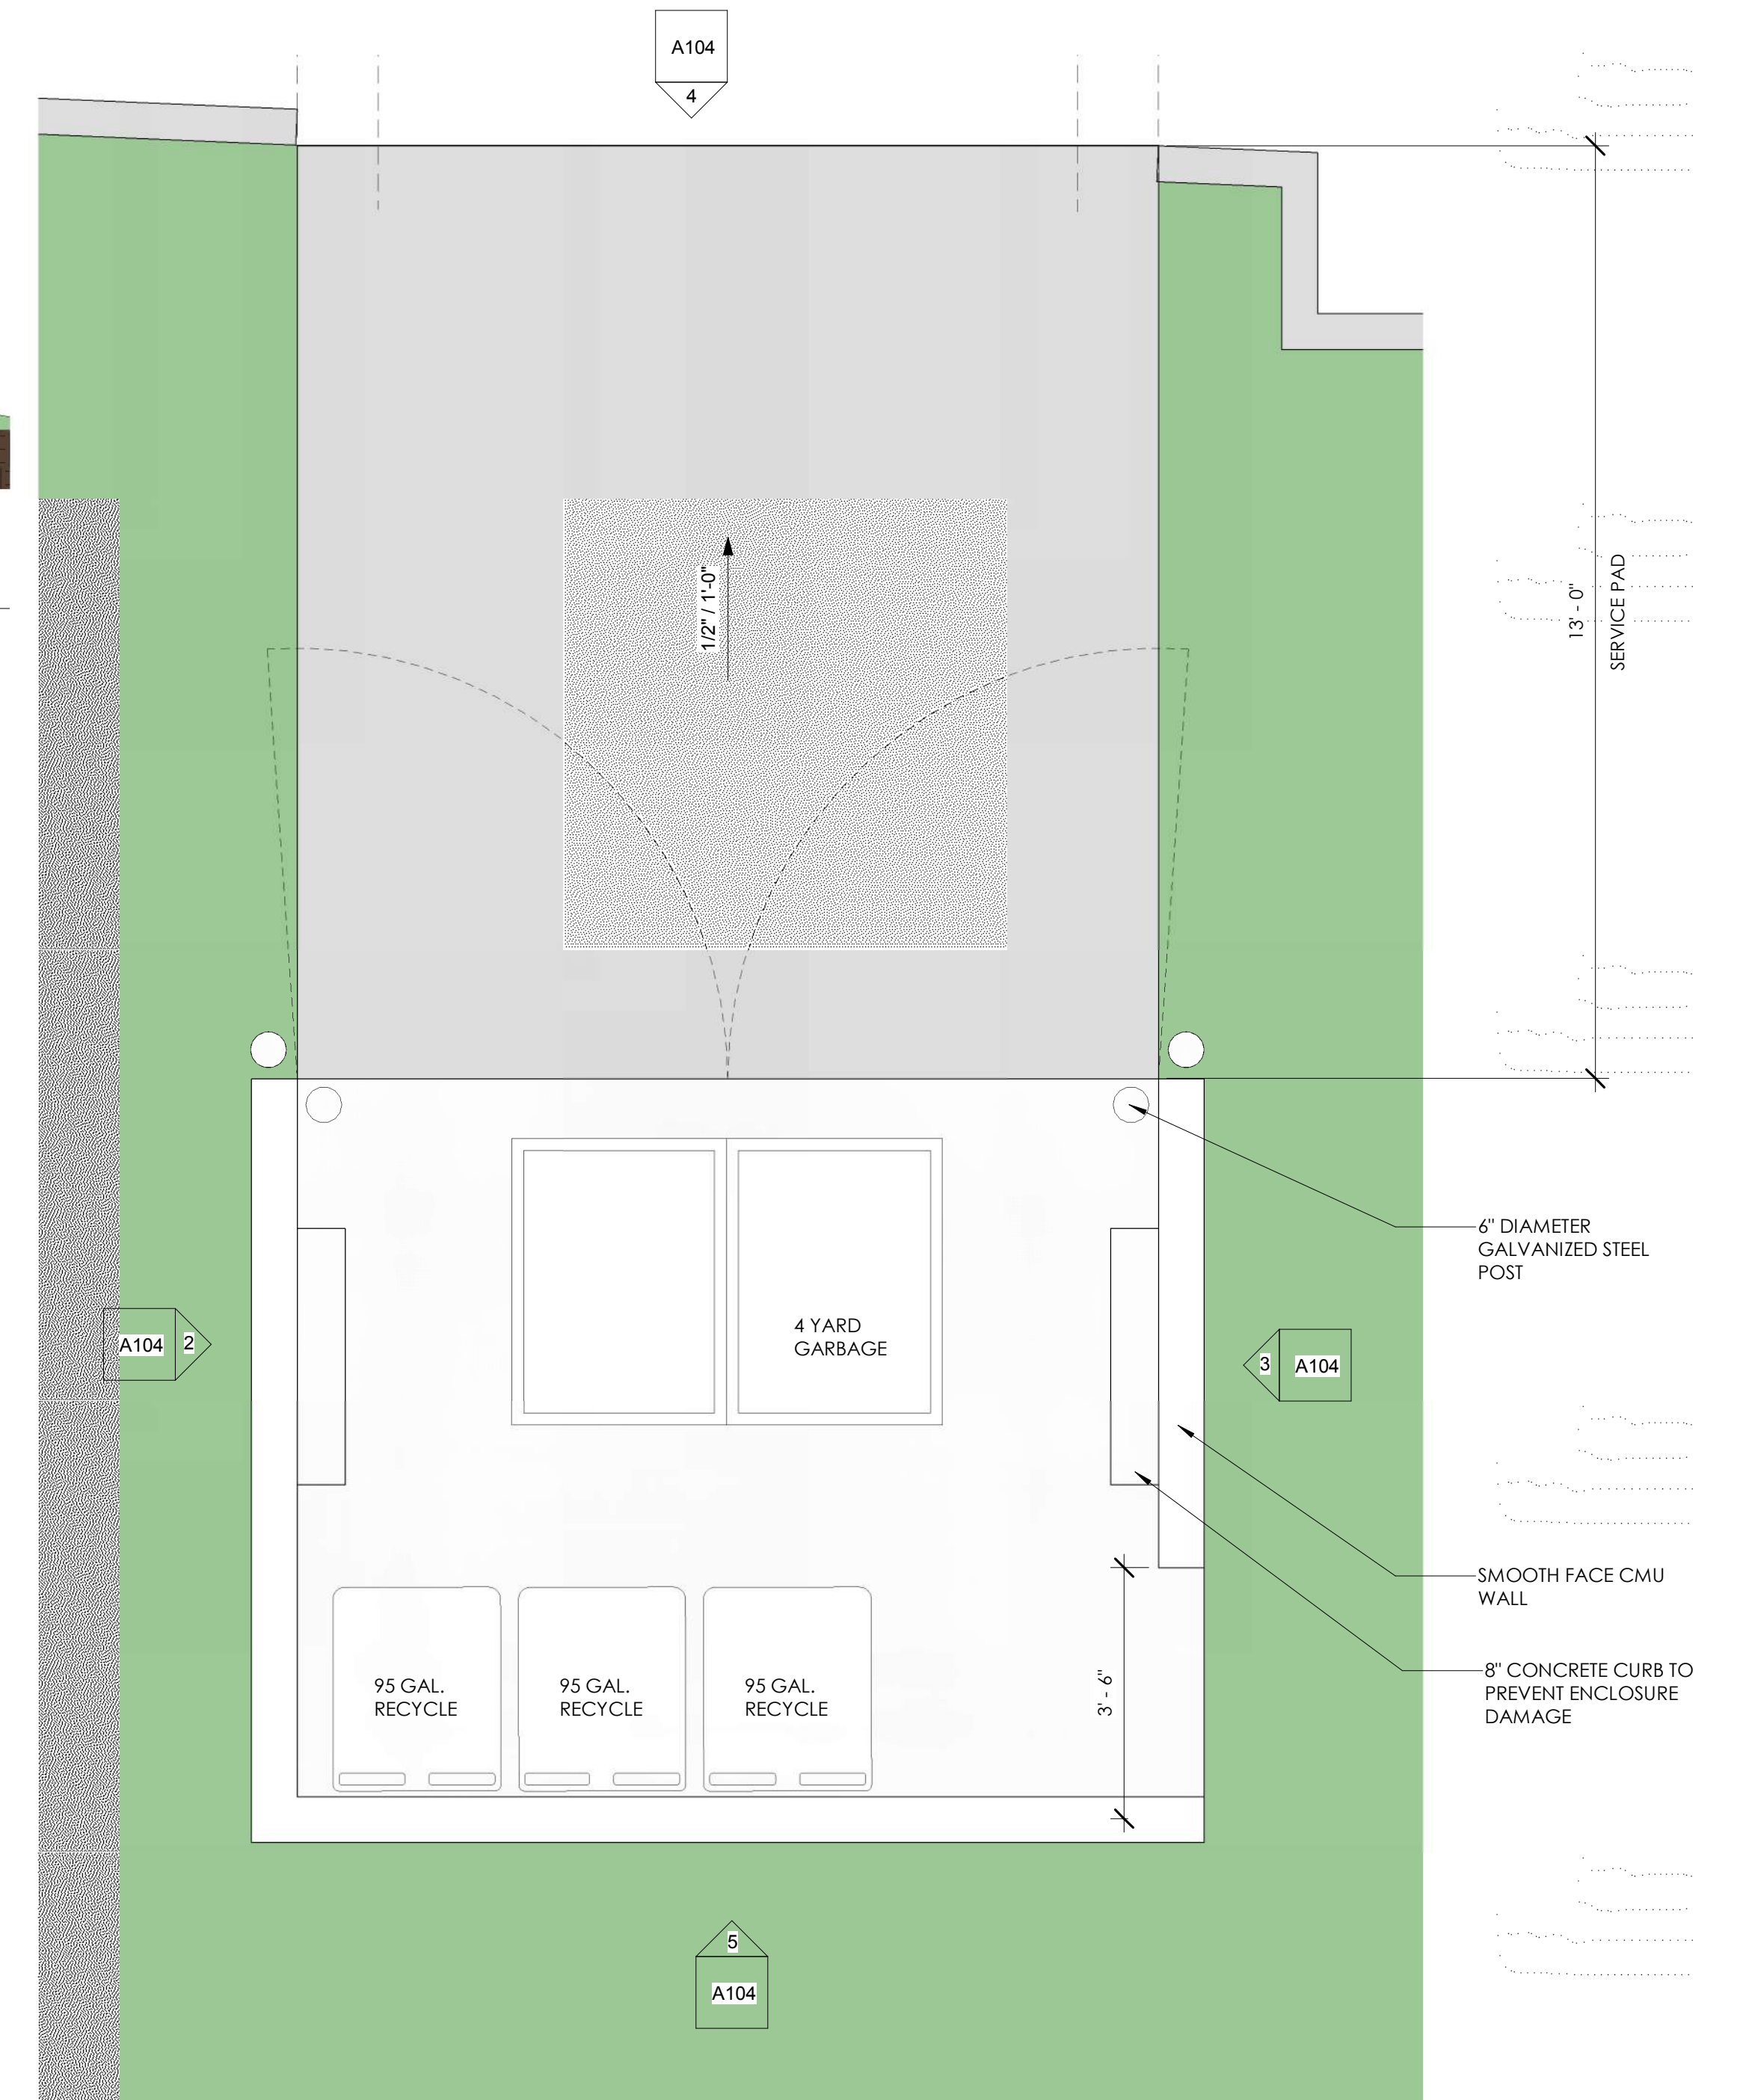 A104
4
1/2" / 1'-0"
13' - 0"
SERVICE PAD
6" DIAMETER
GALVANIZED STEEL
POST
4 YARD
GARBAGE
A104
2
3
A104
SMOOTH FACE CMU
WALL
8" CONCRETE CURB TO
PREVENT ENCLOSURE
DAMAGE
95 GAL.
RECYCLE
95 GAL.
RECYCLE
95 GAL.
RECYCLE
3' - 6"
5
A104